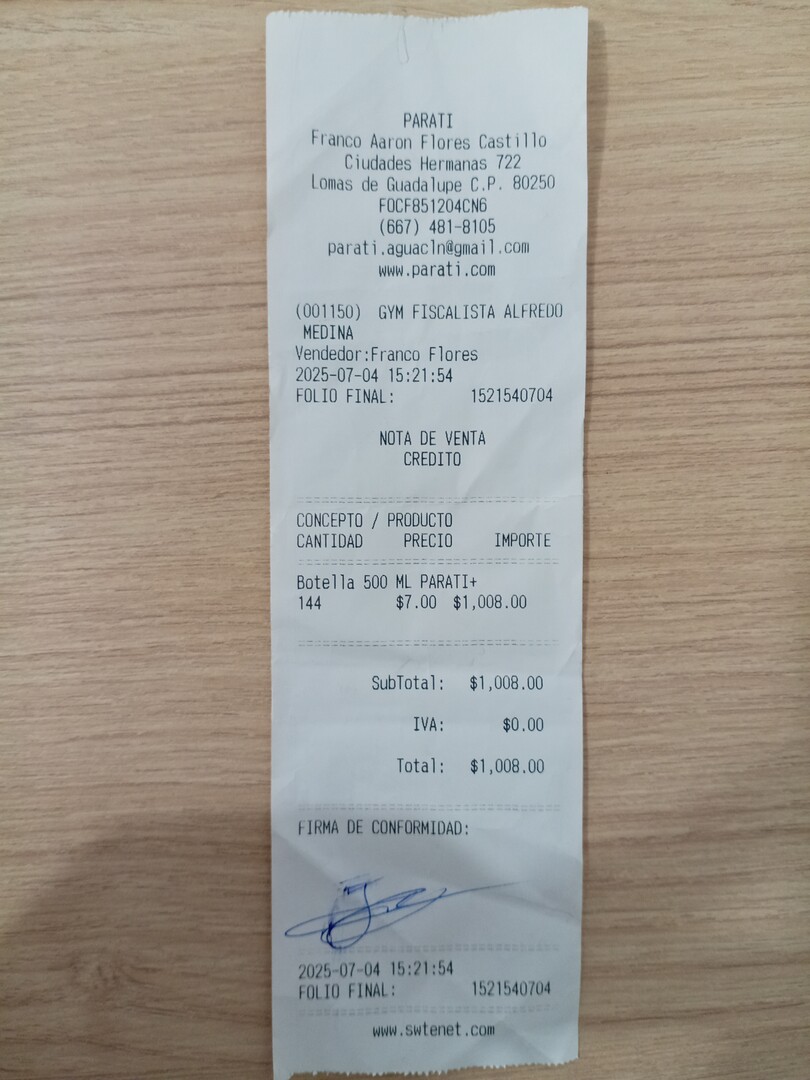 PARATI
Franco Aaron Flores Castillo
Ciudades Hermanas 722
Lomas de Guadalupe C.P. 80250
FOCF851204CN6
(667) 481-8105
parati.aguacln@gmail.com
www.parati.com
(001150) GYM FISCALISTA ALFREDO
MEDINA
Vendedor:Franco Flores
2025-07-04 15:21:54
FOLIO FINAL: 1521540704
NOTA DE VENTA
CREDITO
CONCEPTO / PRODUCTO
CANTIDAD PRECIO IMPORTE
Botella 500 ML PARATI+
144 $7.00 $1,008.00
SubTotal: $1,008.00
IVA: $0.00
Total: $1,008.00
FIRMA DE CONFORMIDAD:
2025-07-04 15:21:54
FOLIO FINAL: 1521540704
www.swtenet.com